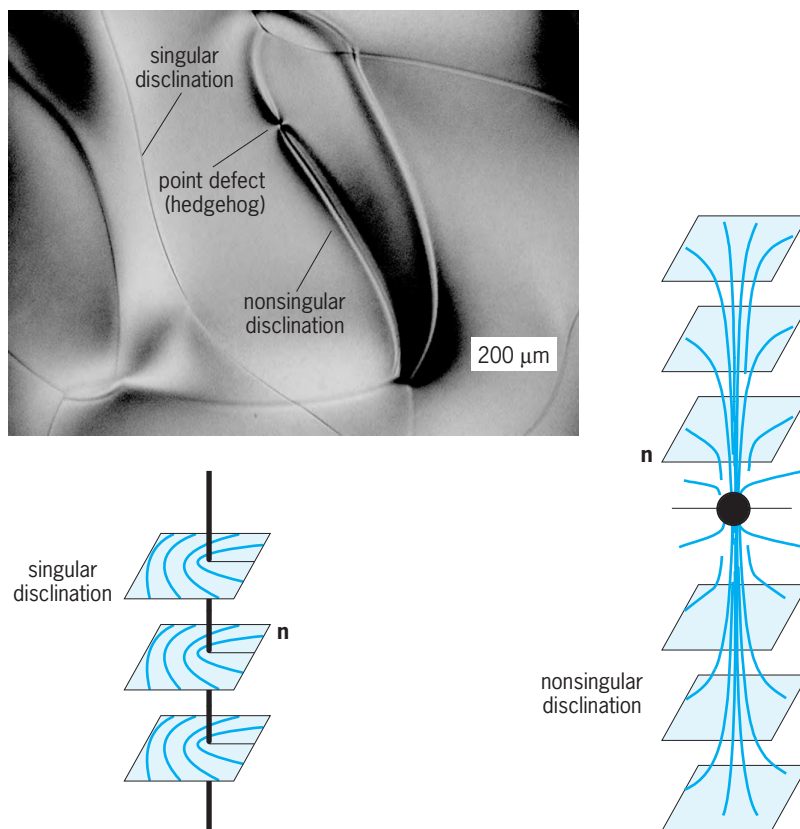 singular
disclination
point defect
(hedgehog)
nonsingular
disclination
200 μm
n
singular
disclination
n
nonsingular
disclination